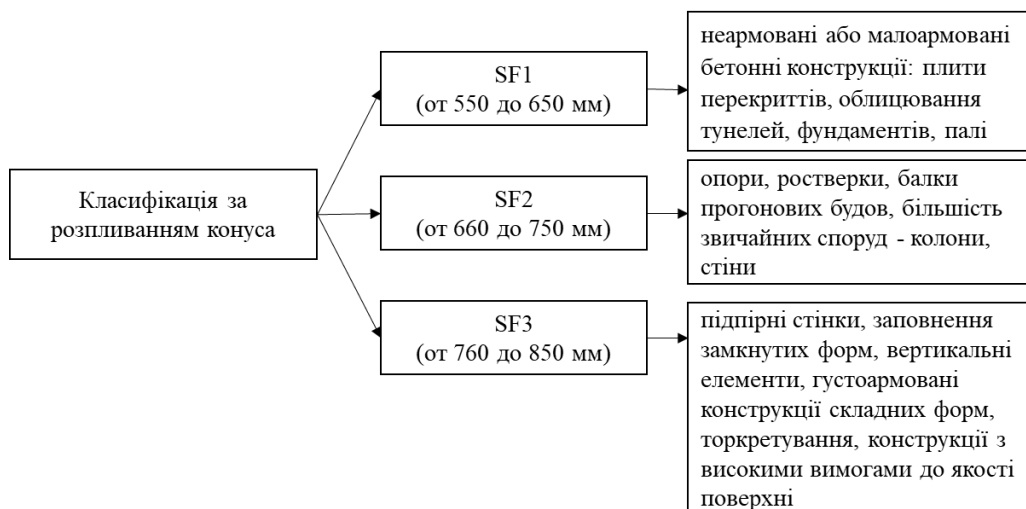 Класифікація за
розпливанням конуса
SF1
(от 550 до 650 мм)
неармовані або малоармовані
бетонні конструкції: плити
перекриттів, облицювання
тунелей, фундаментів, палі
SF2
(от 660 до 750 мм)
опори, ростверки, балки
прогонових будов, більшість
звичайних споруд - колони,
стіни
SF3
(от 760 до 850 мм)
підпірні стінки, заповнення
замкнутих форм, вертикальні
елементи, густоармовані
конструкції складних форм,
торкретування, конструкції з
високими вимогами до якості
поверхні